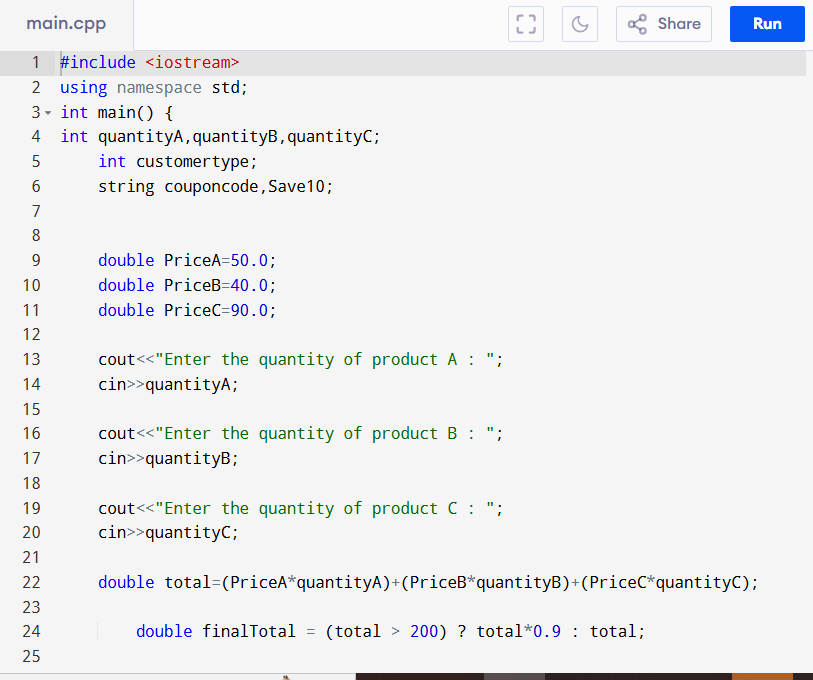 main.cpp
Share
Run
1 #include <iostream>
2 using namespace std;
3 int main() {
4 int quantityA,quantityB,quantityC;
5 int customertype;
6 string couponcode,Save10;
7
8
9 double PriceA=50.0;
10 double PriceB=40.0;
11 double PriceC=90.0;
12
13 cout<<"Enter the quantity of product A : ";
14 cin>>quantityA;
15
16 cout<<"Enter the quantity of product B : ";
17 cin>>quantityB;
18
19 cout<<"Enter the quantity of product C : ";
20 cin>>quantityC;
21
22 double total=(PriceA*quantityA)+(PriceB*quantityB)+(PriceC*quantityC);
23
24 double finalTotal = (total > 200) ? total*0.9 : total;
25